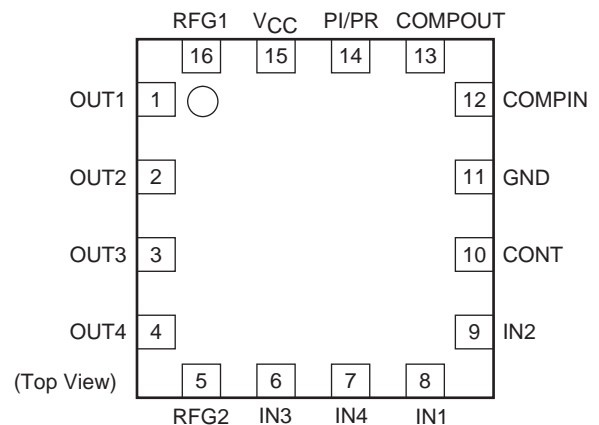 RFG1 VCC PI/PR COMPOUT
16 15 14 13
OUT1 1 12 COMPIN
OUT2 2 11 GND
OUT3 3 10 CONT
OUT4 4 9 IN2
(Top View) 5 6 7 8
RFG2 IN3 IN4 IN1